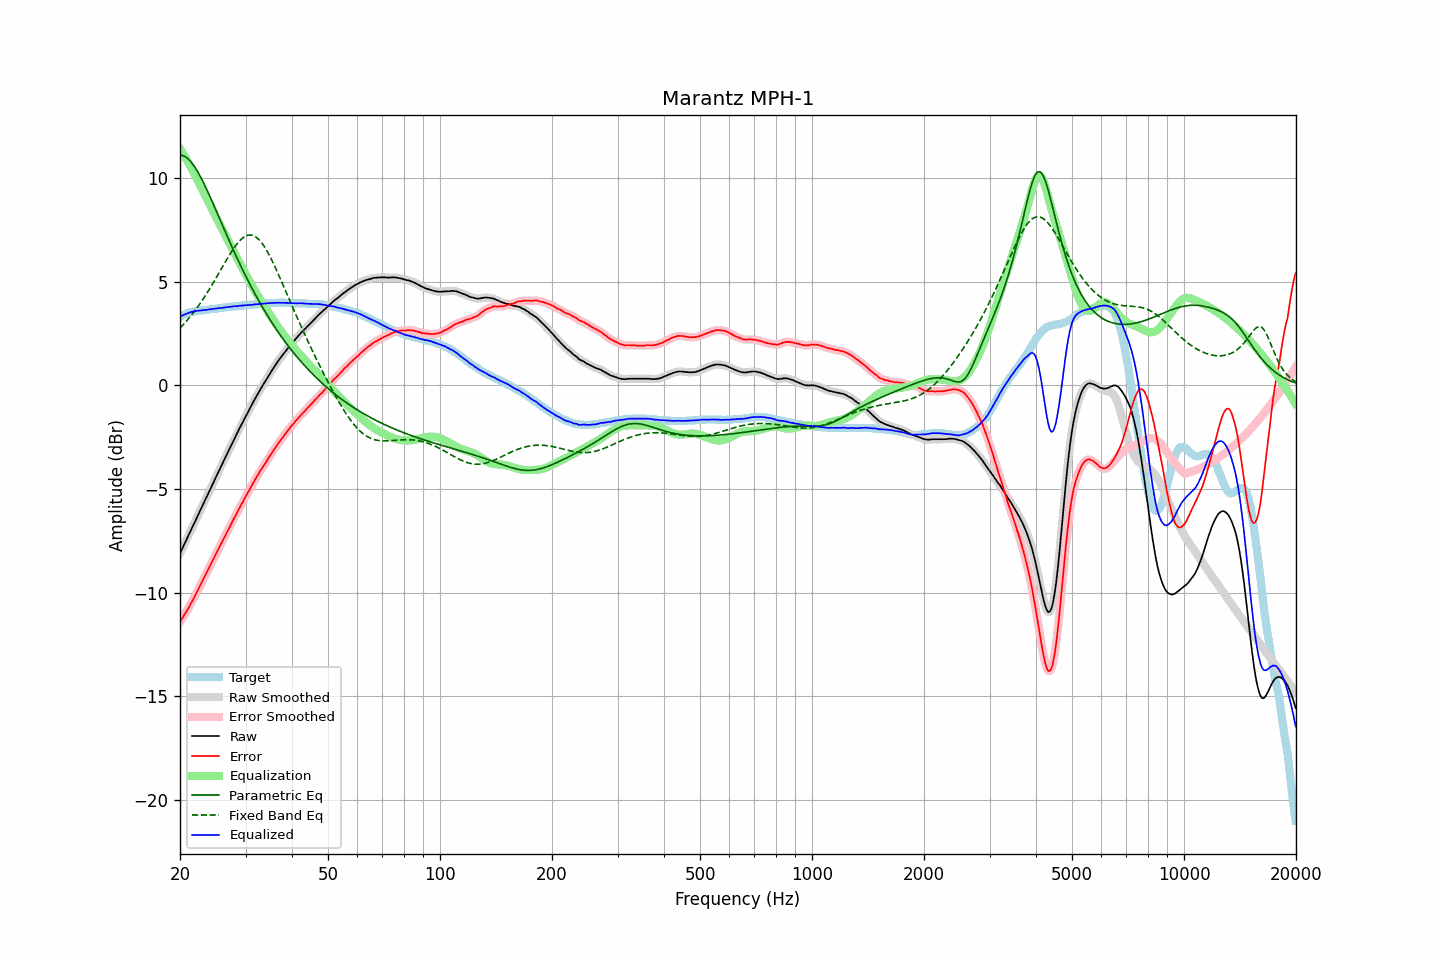 Marantz MPH-1
Amplitude (dBr)
10
5
0
−5
−10
−15
−20
Target
Raw Smoothed
Error Smoothed
Raw
Error
Equalization
Parametric Eq
Fixed Band Eq
Equalized
20 50 100 200 500 1000 2000 5000 10000 20000
Frequency (Hz)